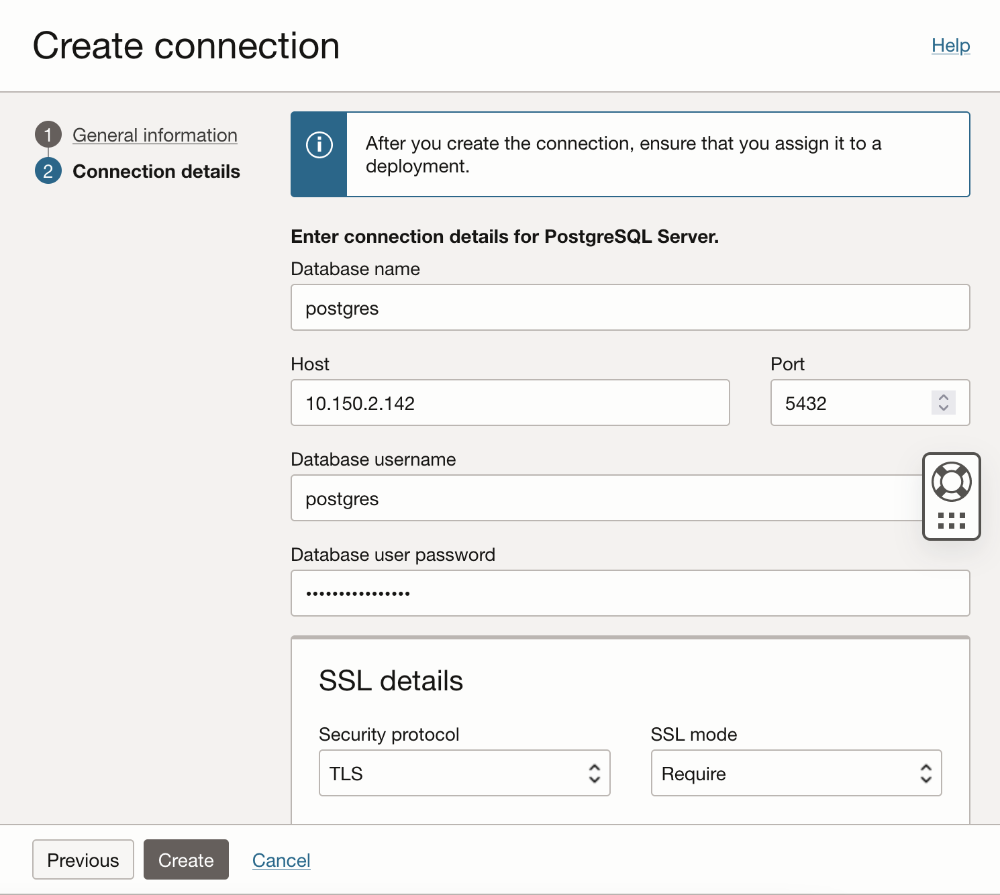 Create connection
Help
1 General information
2 Connection details
After you create the connection, ensure that you assign it to a
deployment.
Enter connection details for PostgreSQL Server.
Database name
postgres
Host
Port
10.150.2.142
5432
Database username
postgres
Database user password
••••••••••••••••
SSL details
Security protocol
SSL mode
TLS
Require
Previous
Create
Cancel